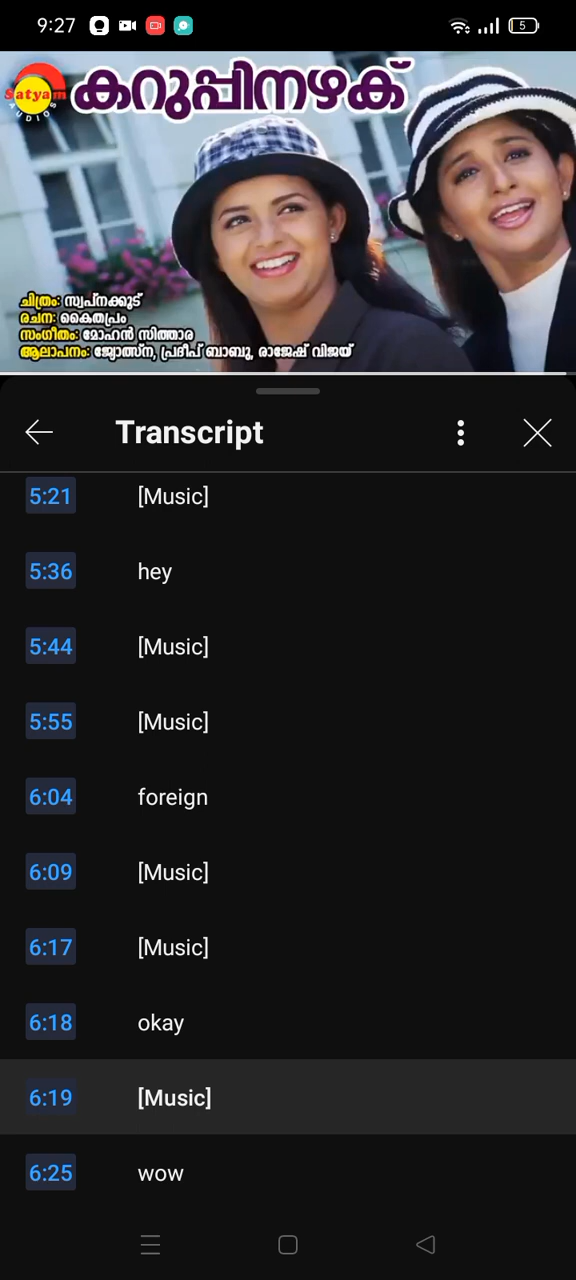 9:27
5
Satyam
AUDIOS
കറുപ്പിനഴക്
ചിത്രം: സ്വപ്നക്കൂട്
രചന: കൈതപ്രം
സംഗീതം: മോഹൻ സിത്താര
ആലാപനം: ജ്യോത്സ്ന, പ്രദീപ് ബാബു, രാജേഷ് വിജയ്
Transcript
5:21 [Music]
5:36 hey
5:44 [Music]
5:55 [Music]
6:04 foreign
6:09 [Music]
6:17 [Music]
6:18 okay
6:19 [Music]
6:25 wow